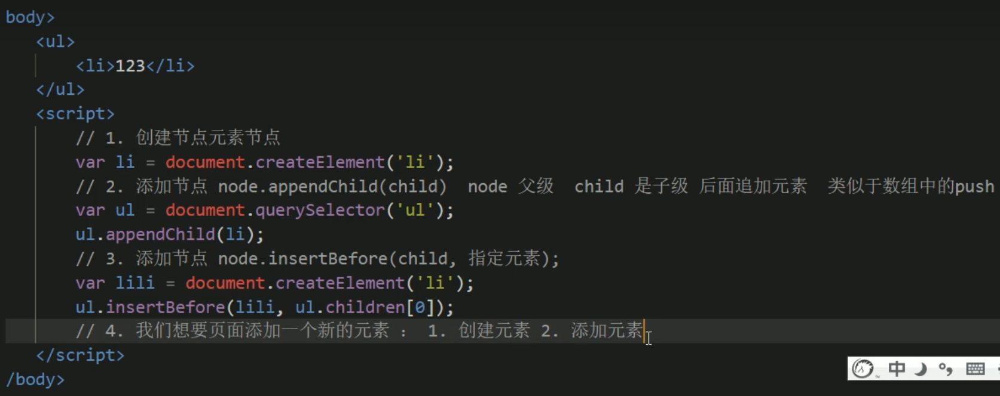 body>
<ul>
<li>123</li>
</ul>
<script>
// 1. 创建节点元素节点
var li = document.createElement('li');
// 2. 添加节点 node.appendChild(child) node 父级 child 是子级 后面追加元素 类似于数组中的push
var ul = document.querySelector('ul');
ul.appendChild(li);
// 3. 添加节点 node.insertBefore(child, 指定元素);
var lili = document.createElement('li');
ul.insertBefore(lili, ul.children[0]);
// 4. 我们想要页面添加一个新的元素 : 1. 创建元素 2. 添加元素
</script>
/body>
中